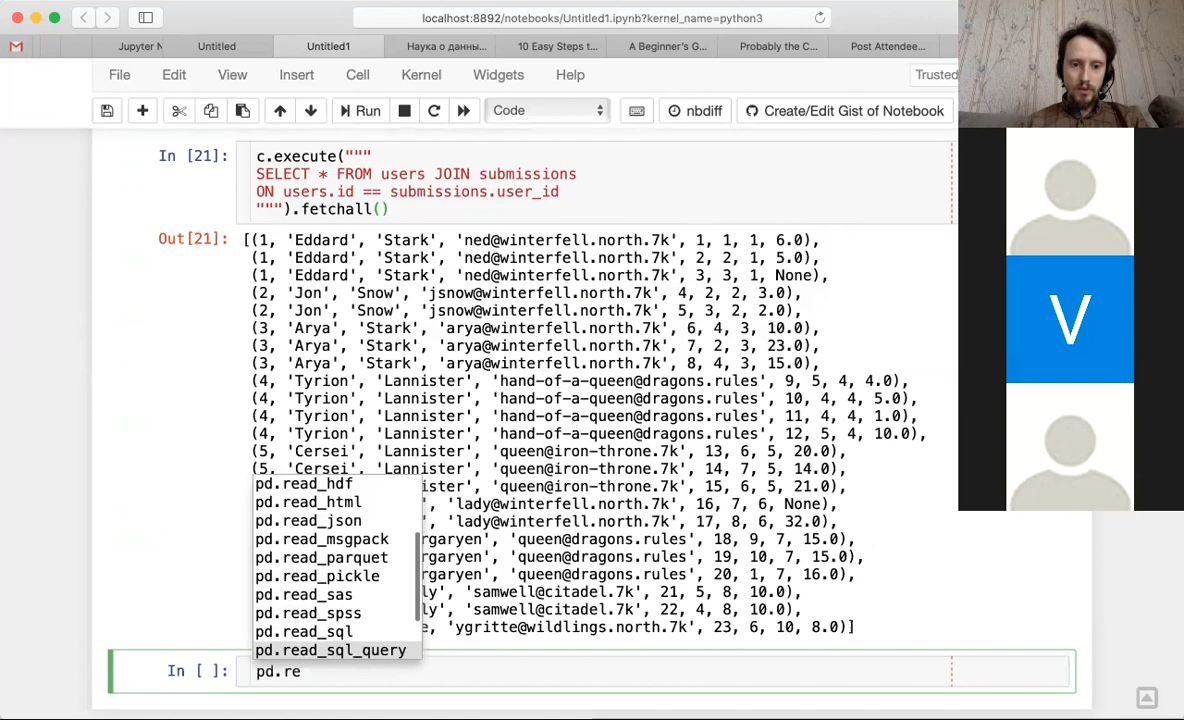 localhost:8892/notebooks/Untitled1.ipynb?kernel_name=python3
Jupyter N
Untitled
Untitled1
Наука о данны...
10 Easy Steps t...
A Beginner's G...
Probably the C...
Post Attendee...
File Edit View Insert Cell Kernel Widgets Help
Trusted
Run
Code
nbdiff
Create/Edit Gist of Notebook
In [21]:
c.execute("""
SELECT * FROM users JOIN submissions
ON users.id == submissions.user_id
""").fetchall()
Out[21]:
[(1, 'Eddard', 'Stark', 'ned@winterfell.north.7k', 1, 1, 1, 6.0),
(1, 'Eddard', 'Stark', 'ned@winterfell.north.7k', 2, 2, 1, 5.0),
(1, 'Eddard', 'Stark', 'ned@winterfell.north.7k', 3, 3, 1, None),
(2, 'Jon', 'Snow', 'jsnow@winterfell.north.7k', 4, 2, 2, 3.0),
(2, 'Jon', 'Snow', 'jsnow@winterfell.north.7k', 5, 3, 2, 2.0),
(3, 'Arya', 'Stark', 'arya@winterfell.north.7k', 6, 4, 3, 10.0),
(3, 'Arya', 'Stark', 'arya@winterfell.north.7k', 7, 2, 3, 23.0),
(3, 'Arya', 'Stark', 'arya@winterfell.north.7k', 8, 4, 3, 15.0),
(4, 'Tyrion', 'Lannister', 'hand-of-a-queen@dragons.rules', 9, 5, 4, 4.0),
(4, 'Tyrion', 'Lannister', 'hand-of-a-queen@dragons.rules', 10, 4, 4, 5.0),
(4, 'Tyrion', 'Lannister', 'hand-of-a-queen@dragons.rules', 11, 4, 4, 1.0),
(4, 'Tyrion', 'Lannister', 'hand-of-a-queen@dragons.rules', 12, 5, 4, 10.0),
(5, 'Cersei', 'Lannister', 'queen@iron-throne.7k', 13, 6, 5, 20.0),
(5, 'Cersei', 'Lannister', 'queen@iron-throne.7k', 14, 7, 5, 14.0),
ister', 'queen@iron-throne.7k', 15, 6, 5, 21.0),
, 'lady@winterfell.north.7k', 16, 7, 6, None),
, 'lady@winterfell.north.7k', 17, 8, 6, 32.0),
rgaryen', 'queen@dragons.rules', 18, 9, 7, 15.0),
rgaryen', 'queen@dragons.rules', 19, 10, 7, 15.0),
rgaryen', 'queen@dragons.rules', 20, 1, 7, 16.0),
ly', 'samwell@citadel.7k', 21, 5, 8, 10.0),
ly', 'samwell@citadel.7k', 22, 4, 8, 10.0),
e, 'ygritte@wildlings.north.7k', 23, 6, 10, 8.0)]
pd.read_hdf
pd.read_html
pd.read_json
pd.read_msgpack
pd.read_parquet
pd.read_pickle
pd.read_sas
pd.read_spss
pd.read_sql
pd.read_sql_query
In [ ]:
pd.re
V